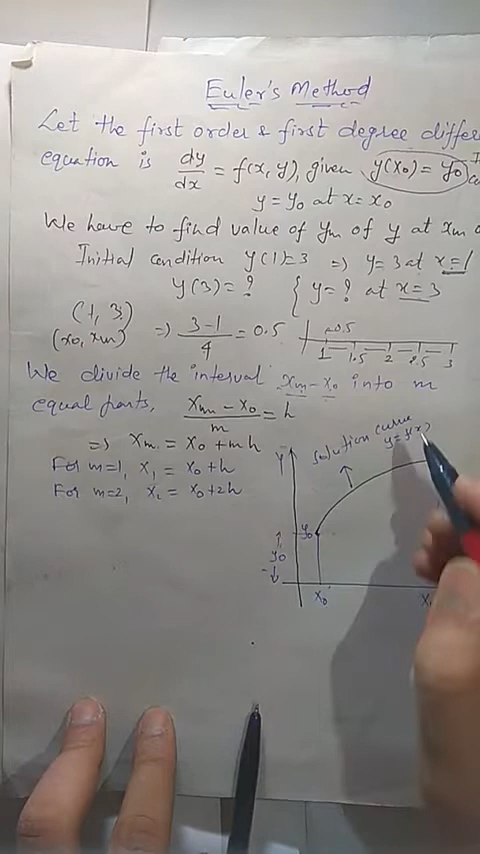 Euler's Method
Let the first order & first degree differ
equation is dy/dx = f(x, y), given y(x₀) = y₀
y = y₀ at x = x₀
We have to find value of yₘ of y at xₘ
Initial condition y(1)=3 => y = 3 at x = 1
y(3) = ? { y = ? at x = 3
(1, 3)
(x₀, xₘ) => 3-1/4 = 0.5
0.5
1 1.5 2 2.5 3
We divide the interval xₘ - x₀ into m
equal parts, xₘ - x₀/m = h
=> xₘ = x₀ + mh
For m=1, x₁ = x₀ + h
For m=2, x₂ = x₀ + 2h
Y
solution curve
y = f(x)
y₀
y₀
x₀